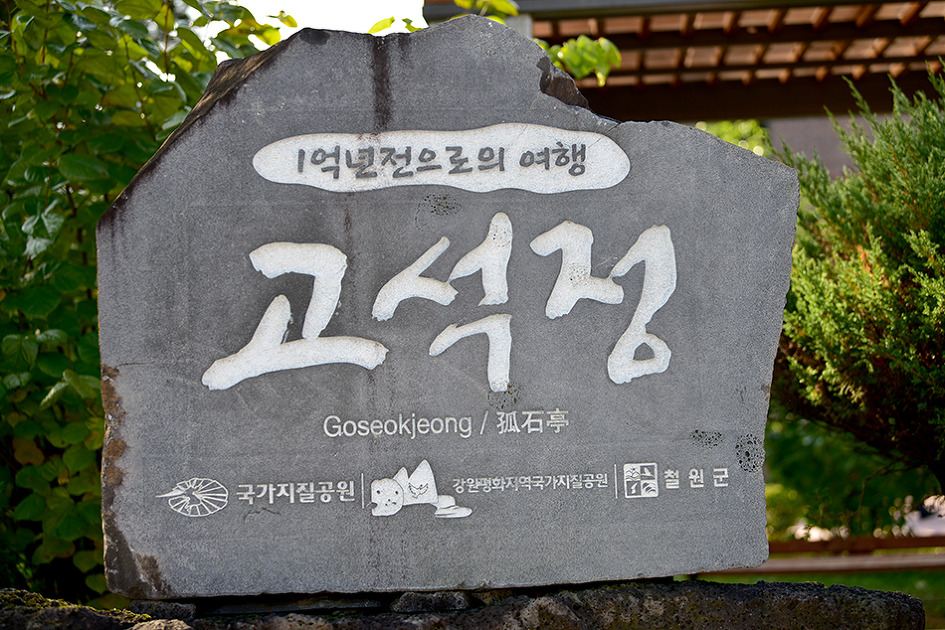 1억년전으로의 여행
고석정
Goseokjeong / 孤石亭
국가지질공원 강원평화지역국가지질공원 철원군